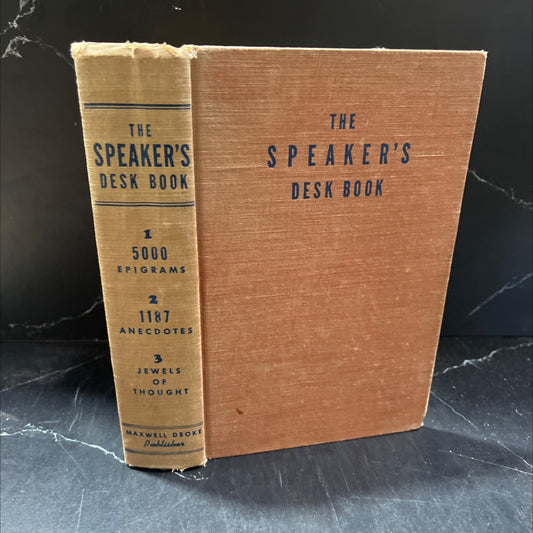 THE
SPEAKER'S
DESK BOOK
1
5000
EPIGRAMS
2
1187
ANECDOTES
3
JEWELS
OF
THOUGHT
MAXWELL DROKE
Publisher
THE
SPEAKER'S
DESK BOOK